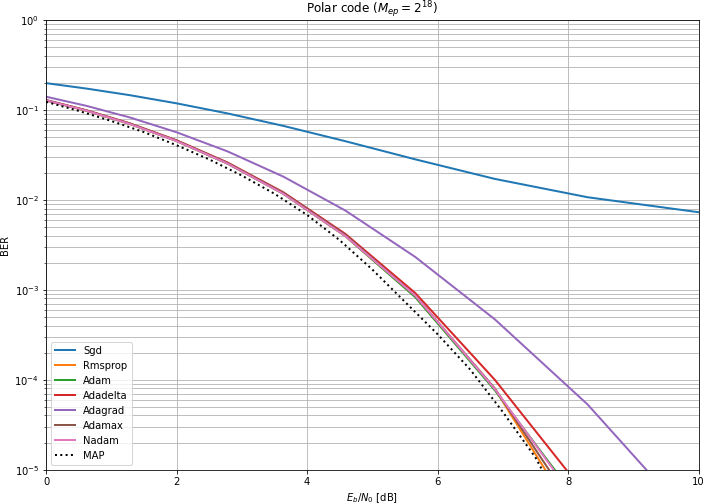 Polar code (M_ep = 2^18)
10^0
10^-1
10^-2
10^-3
10^-4
10^-5
BER
Sgd
Rmsprop
Adam
Adadelta
Adagrad
Adamax
Nadam
MAP
0 2 4 6 8 10
E_b/N_0 [dB]